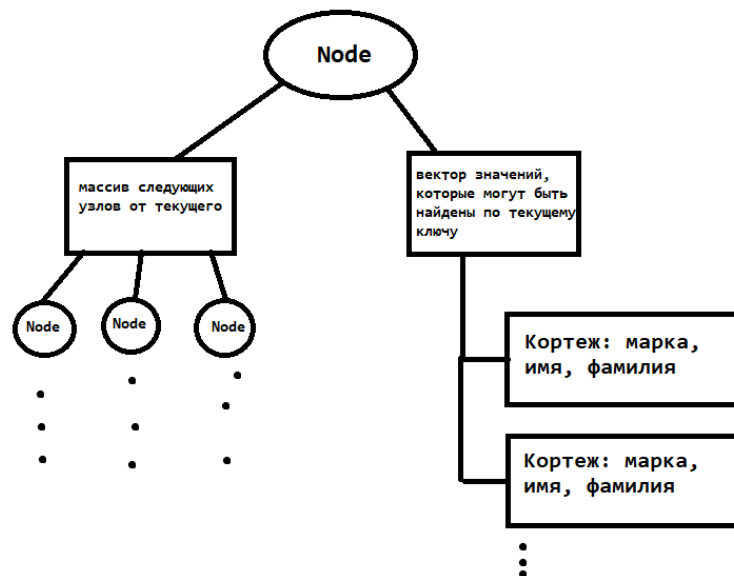 Node
массив следующих
узлов от текущего
вектор значений,
которые могут быть
найдены по текущему
ключу
Node
Node
Node
Кортеж: марка,
имя, фамилия
Кортеж: марка,
имя, фамилия